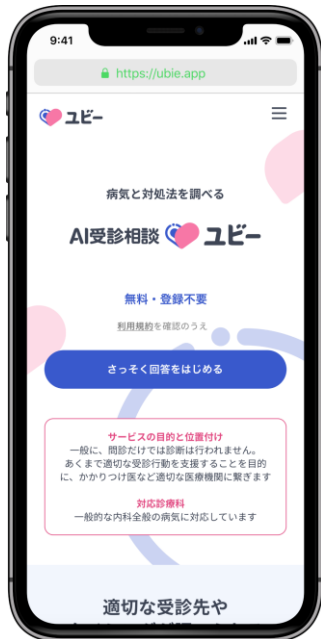 9:41
https://ubie.app
ユビー
病気と対処法を調べる
AI受診相談 ユビー
無料・登録不要
利用規約を確認のうえ
さっそく回答をはじめる
サービスの目的と位置付け
一般に、問診だけでは診断は行われません。
あくまで適切な受診行動を支援することを目的
に、かかりつけ医など適切な医療機関に繋ぎます
対応診療科
一般的な内科全般の病気に対応しています
適切な受診先や